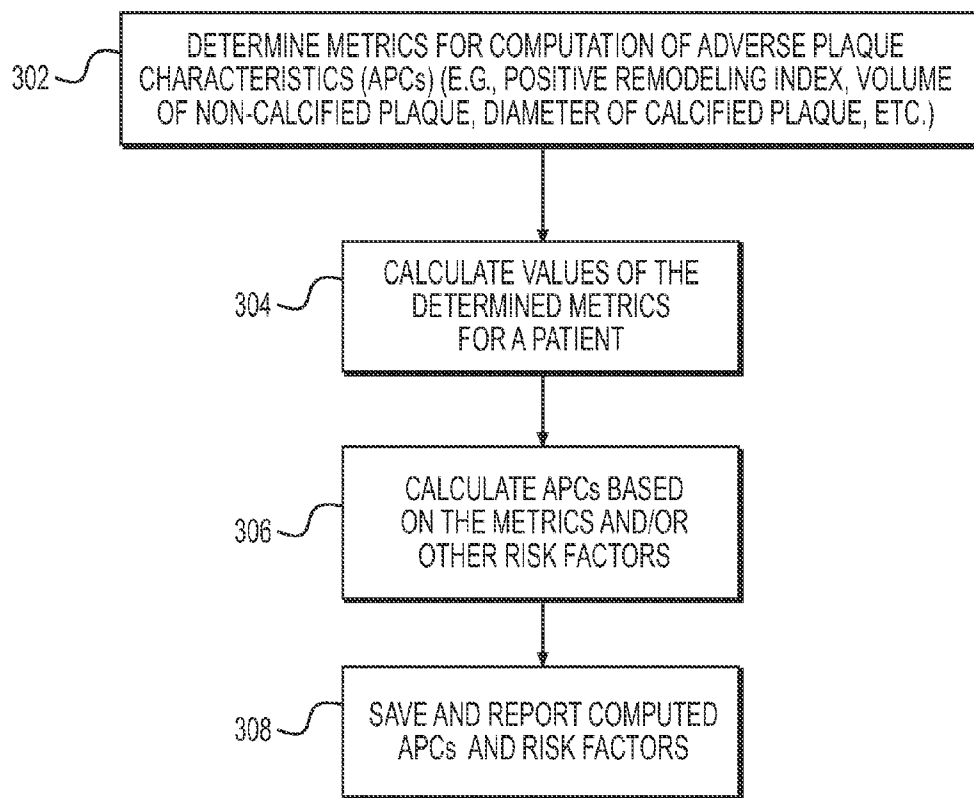 302
DETERMINE METRICS FOR COMPUTATION OF ADVERSE PLAQUE
CHARACTERISTICS (APCs) (E.G., POSITIVE REMODELING INDEX, VOLUME
OF NON-CALCIFIED PLAQUE, DIAMETER OF CALCIFIED PLAQUE, ETC.)
304
CALCULATE VALUES OF THE
DETERMINED METRICS
FOR A PATIENT
306
CALCULATE APCs BASED
ON THE METRICS AND/OR
OTHER RISK FACTORS
308
SAVE AND REPORT COMPUTED
APCs AND RISK FACTORS